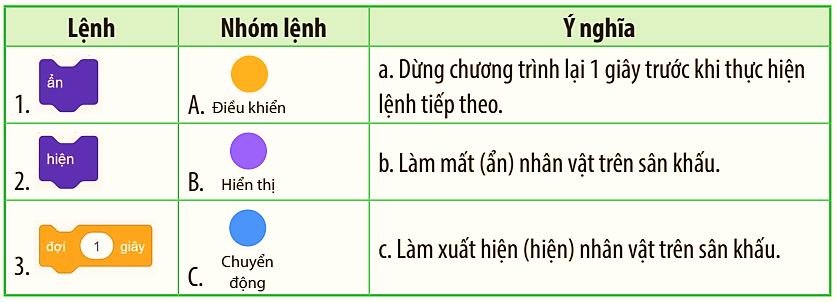 Lệnh Nhóm lệnh Ý nghĩa
1. ẩn
A. Điều khiển
a. Dừng chương trình lại 1 giây trước khi thực hiện
lệnh tiếp theo.
2. hiện
B. Hiển thị
b. Làm mất (ẩn) nhân vật trên sân khấu.
3. đợi 1 giây
C. Chuyển
động
c. Làm xuất hiện (hiện) nhân vật trên sân khấu.